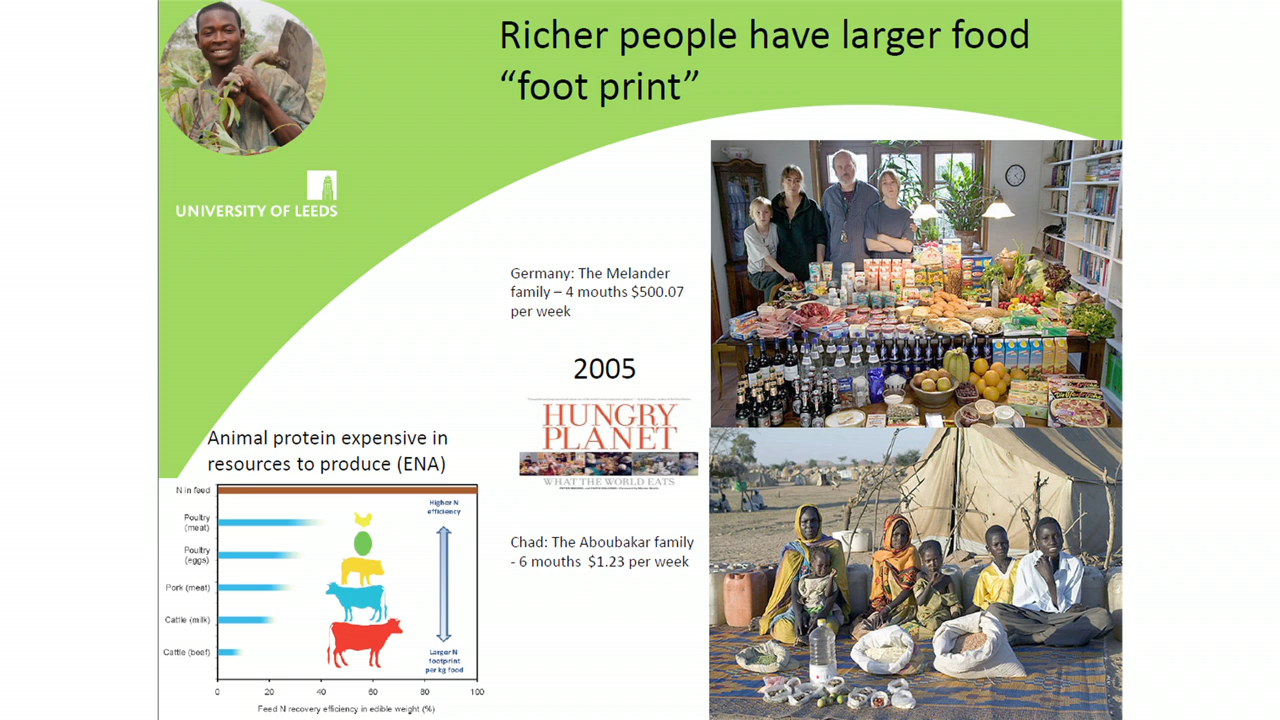 Richer people have larger food
“foot print”
UNIVERSITY OF LEEDS
Germany: The Melander
family – 4 mouths $500.07
per week
2005
HUNGRY
PLANET
WHAT THE WORLD EATS
Chad: The Aboubakar family
- 6 mouths $1.23 per week
Animal protein expensive in
resources to produce (ENA)
N in feed
Poultry
(meat)
Poultry
(eggs)
Pork (meat)
Cattle (milk)
Cattle (beef)
Higher N
efficiency
Larger N
footprint
per kg food
0 20 40 60 80 100
Feed N recovery efficiency in edible weight (%)